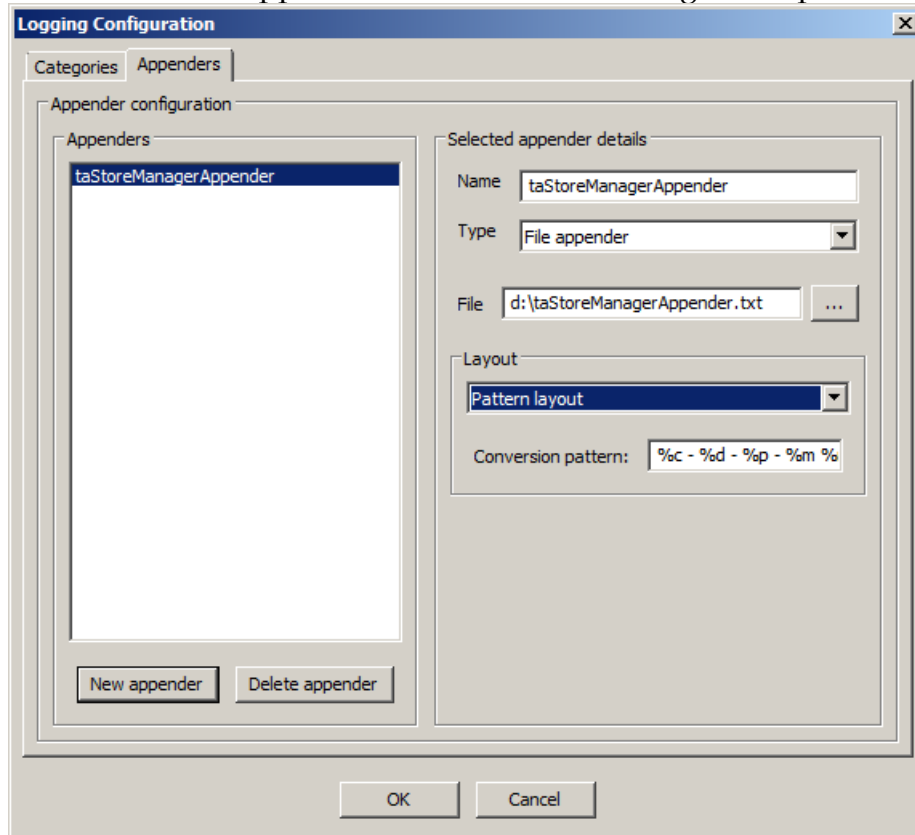 Logging Configuration
Categories Appenders
Appender configuration
Appenders
taStoreManagerAppender
New appender Delete appender
Selected appender details
Name taStoreManagerAppender
Type File appender
File d:\taStoreManagerAppender.txt ...
Layout
Pattern layout
Conversion pattern: %c - %d - %p - %m %
OK Cancel